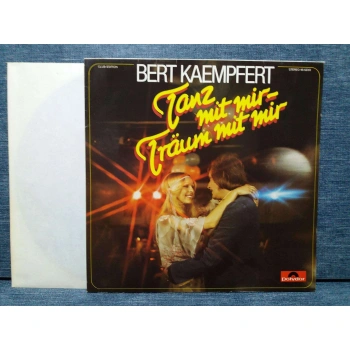 BERT KAEMPFERT
Tanz
mit mir-
Träum mit mir
polydor